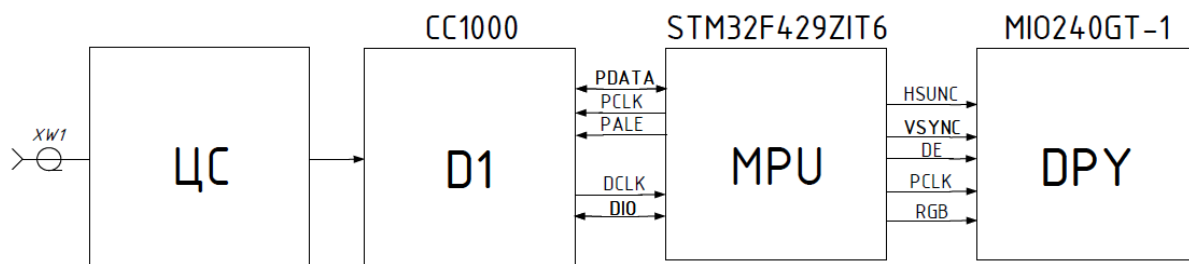 CC1000
STM32F429ZIT6
MIO240GT-1
XW1
ЦС
D1
MPU
DPY
PDATA
PCLK
PALE
DCLK
DIO
HSUNC
VSYNC
DE
PCLK
RGB